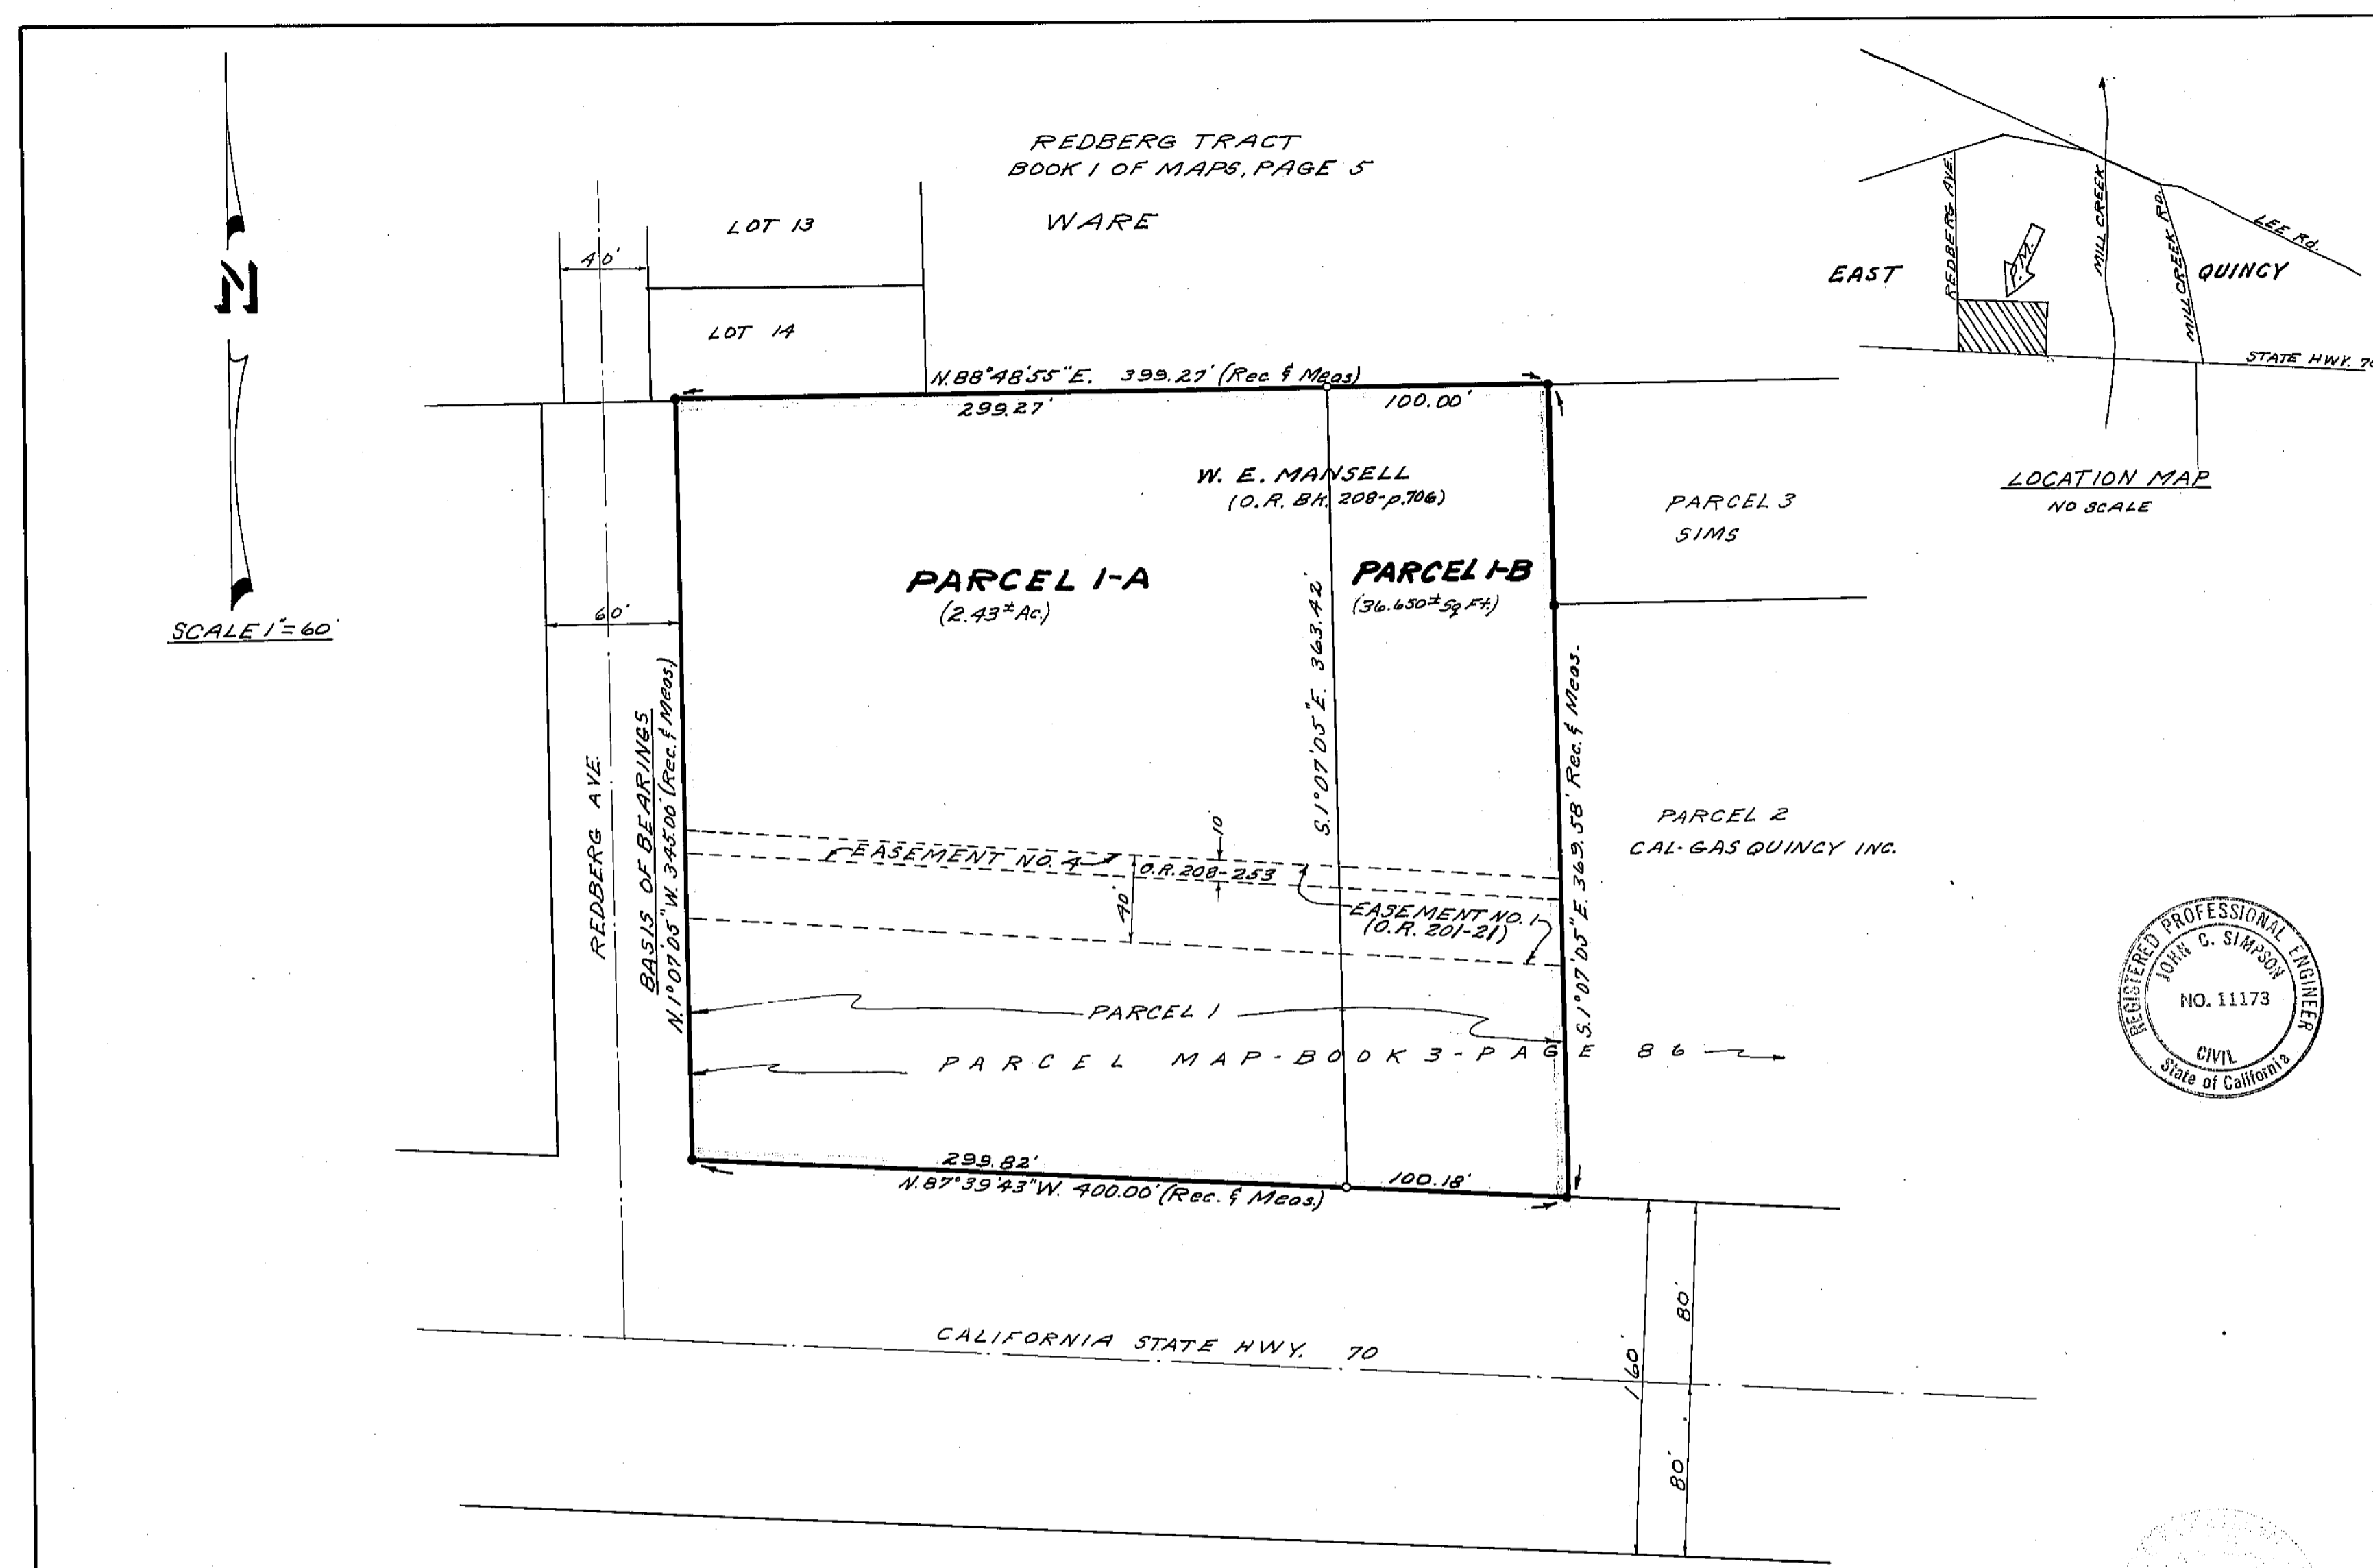 REDBERG TRACT
BOOK 1 OF MAPS, PAGE 5
WARE
LOT 13
40'
LOT 14
N
SCALE 1"=60'
N.88°48'55"E. 399.27' (Rec & Meas)
299.27'
100.00'
W. E. MANSELL
(O.R. BK. 208-p.706)
PARCEL 1-A
(2.43± Ac.)
PARCEL 1-B
(36.650± Sq Ft.)
PARCEL 3
SIMS
60'
REDBERG AVE.
BASIS OF BEARINGS
N.1°07'05"W. 345.00' (Rec. & Meas.)
S.1°07'05"E. 363.42'
S.1°07'05"E. 369.58' Rec. & Meas.
EASEMENT NO. 4
O.R. 208-253
10'
40'
EASEMENT NO. 1
(O.R. 201-21)
PARCEL 2
CAL-GAS QUINCY INC.
PARCEL 1
PARCEL MAP-BOOK 3-PAGE 86
299.82'
100.18'
N.87°39'43"W. 400.00' (Rec. & Meas.)
CALIFORNIA STATE HWY. 70
160'
80'
80'
EAST
REDBERG AVE.
P.M.
MILL CREEK
MILL CREEK RD.
LEE Rd.
QUINCY
STATE HWY. 70
LOCATION MAP
NO SCALE
REGISTERED PROFESSIONAL ENGINEER
JOHN C. SIMPSON
NO. 11173
CIVIL
State of California